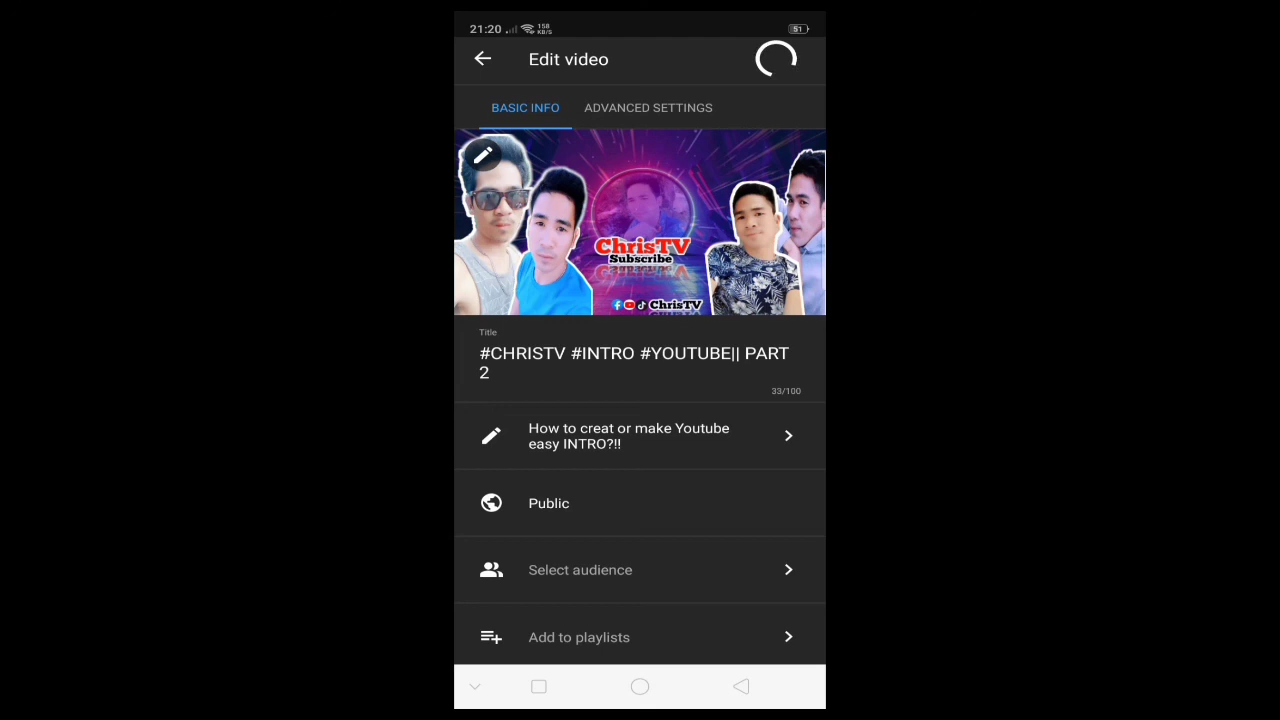 21:20
158
KB/S
51
Edit video
BASIC INFO
ADVANCED SETTINGS
ChrisTV
Subscribe
ChrisTV
Title
#CHRISTV #INTRO #YOUTUBE|| PART
2
33/100
How to creat or make Youtube
easy INTRO?!!
Public
Select audience
Add to playlists